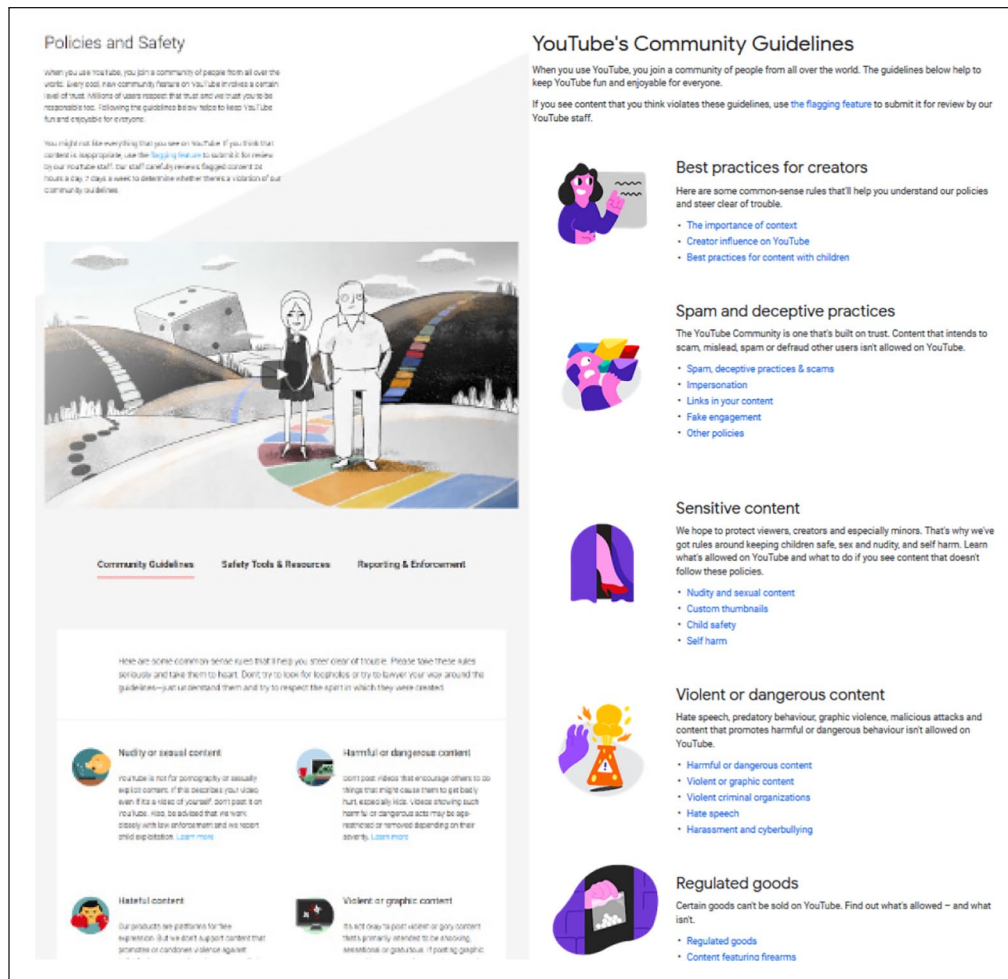 Policies and Safety
When you use YouTube, you join a community of people from all over the
world. Every cool, new community feature on YouTube involves a certain
level of trust. Millions of users respect that trust and we trust you to be
responsible too. Following the guidelines below helps to keep YouTube
fun and enjoyable for everyone.
You might not like everything that you see on YouTube. If you think that
content is inappropriate, use the flagging feature to submit it for review
by our YouTube staff. Our staff carefully reviews flagged content 24
hours a day, 7 days a week to determine whether there's a violation of our
Community Guidelines.
Community Guidelines
Safety Tools & Resources
Reporting & Enforcement
Here are some common-sense rules that'll help you steer clear of trouble. Please take these rules
seriously and take them to heart. Don't try to look for loopholes or try to lawyer your way around the
guidelines—just understand them and try to respect the spirit in which they were created.
Nudity or sexual content
YouTube is not for pornography or sexually
explicit content. If this describes your video,
even if it's a video of yourself, don't post it on
YouTube. Also, be advised that we work
closely with law enforcement and we report
child exploitation. Learn more
Harmful or dangerous content
Don't post videos that encourage others to do
things that might cause them to get badly
hurt, especially kids. Videos showing such
harmful or dangerous acts may be age-
restricted or removed depending on their
severity. Learn more
Hateful content
Our products are platforms for free
expression. But we don't support content that
promotes or condones violence against
Violent or graphic content
It's not okay to post violent or gory content
that's primarily intended to be shocking,
sensational or gratuitous. If posting graphic
YouTube's Community Guidelines
When you use YouTube, you join a community of people from all over the world. The guidelines below help to
keep YouTube fun and enjoyable for everyone.
If you see content that you think violates these guidelines, use the flagging feature to submit it for review by our
YouTube staff.
Best practices for creators
Here are some common-sense rules that'll help you understand our policies
and steer clear of trouble.
• The importance of context
• Creator influence on YouTube
• Best practices for content with children
Spam and deceptive practices
The YouTube Community is one that's built on trust. Content that intends to
scam, mislead, spam or defraud other users isn't allowed on YouTube.
• Spam, deceptive practices & scams
• Impersonation
• Links in your content
• Fake engagement
• Other policies
Sensitive content
We hope to protect viewers, creators and especially minors. That's why we've
got rules around keeping children safe, sex and nudity, and self harm. Learn
what's allowed on YouTube and what to do if you see content that doesn't
follow these policies.
• Nudity and sexual content
• Custom thumbnails
• Child safety
• Self harm
Violent or dangerous content
Hate speech, predatory behaviour, graphic violence, malicious attacks and
content that promotes harmful or dangerous behaviour isn't allowed on
YouTube.
• Harmful or dangerous content
• Violent or graphic content
• Violent criminal organizations
• Hate speech
• Harassment and cyberbullying
Regulated goods
Certain goods can't be sold on YouTube. Find out what's allowed – and what
isn't.
• Regulated goods
• Content featuring firearms